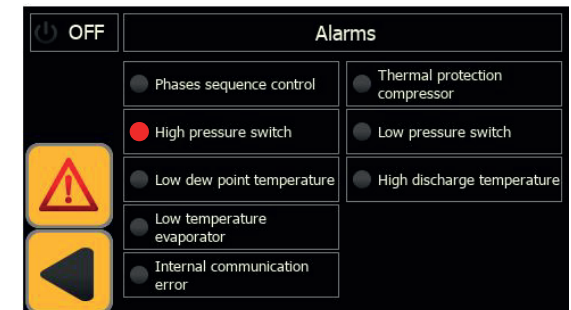 OFF
Alarms
Phases sequence control
Thermal protection
compressor
High pressure switch
Low pressure switch
Low dew point temperature
High discharge temperature
Low temperature
evaporator
Internal communication
error